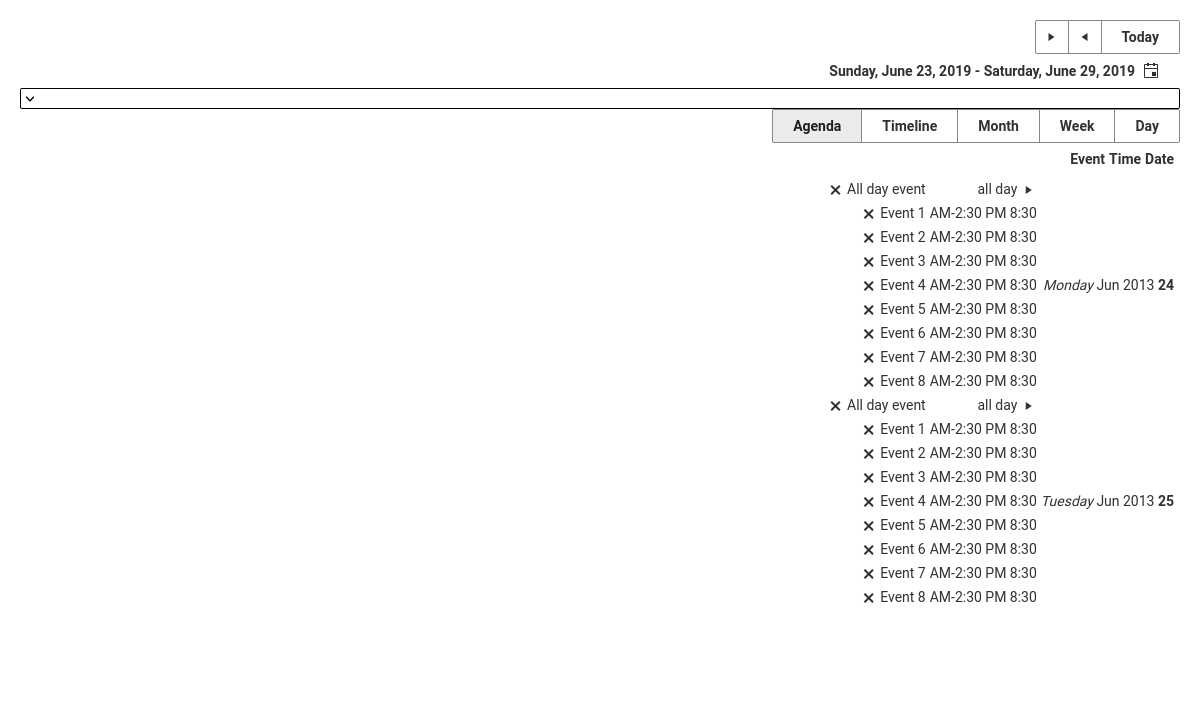 Today
Sunday, June 23, 2019 - Saturday, June 29, 2019
Agenda Timeline Month Week Day
Event Time Date
All day event all day
Event 1 AM-2:30 PM 8:30
Event 2 AM-2:30 PM 8:30
Event 3 AM-2:30 PM 8:30
Event 4 AM-2:30 PM 8:30 Monday Jun 2013 24
Event 5 AM-2:30 PM 8:30
Event 6 AM-2:30 PM 8:30
Event 7 AM-2:30 PM 8:30
Event 8 AM-2:30 PM 8:30
All day event all day
Event 1 AM-2:30 PM 8:30
Event 2 AM-2:30 PM 8:30
Event 3 AM-2:30 PM 8:30
Event 4 AM-2:30 PM 8:30 Tuesday Jun 2013 25
Event 5 AM-2:30 PM 8:30
Event 6 AM-2:30 PM 8:30
Event 7 AM-2:30 PM 8:30
Event 8 AM-2:30 PM 8:30